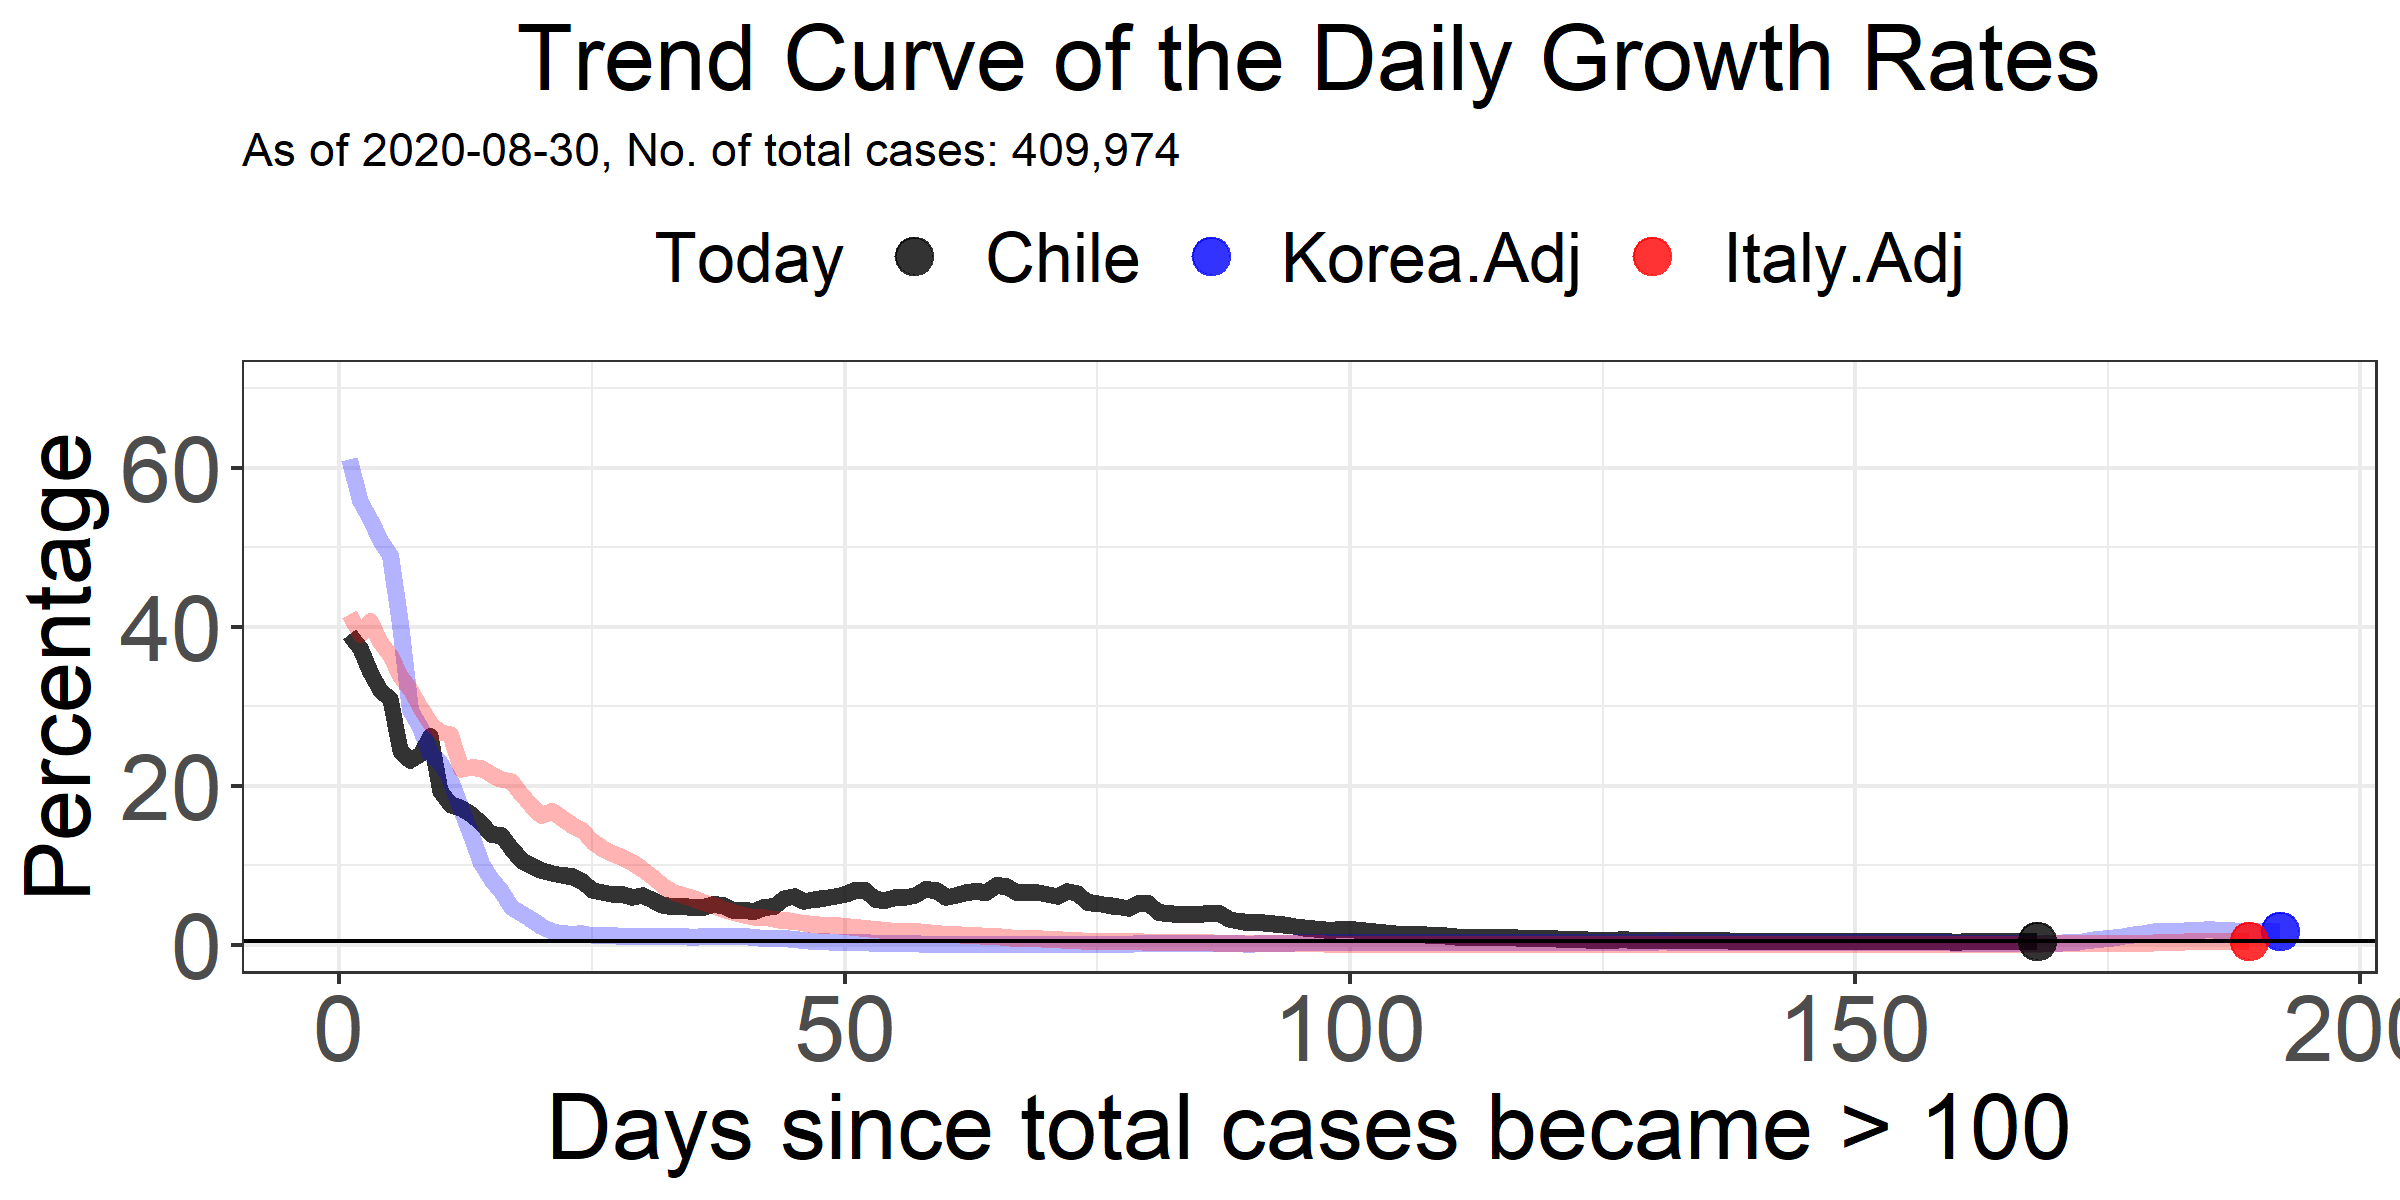 Trend Curve of the Daily Growth Rates
As of 2020-08-30, No. of total cases: 409,974
Today Chile Korea.Adj Italy.Adj
Percentage
60
40
20
0
0 50 100 150 200
Days since total cases became > 100